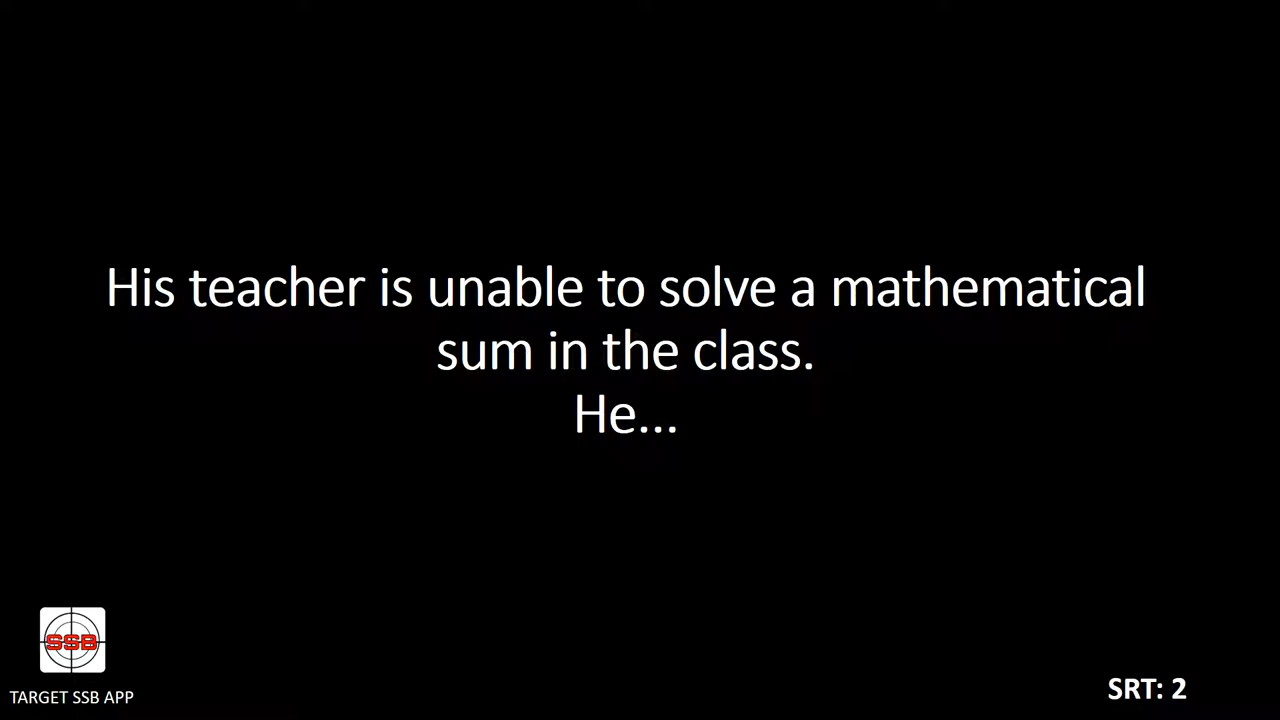 His teacher is unable to solve a mathematical
sum in the class.
He...
SSB
TARGET SSB APP
SRT: 2